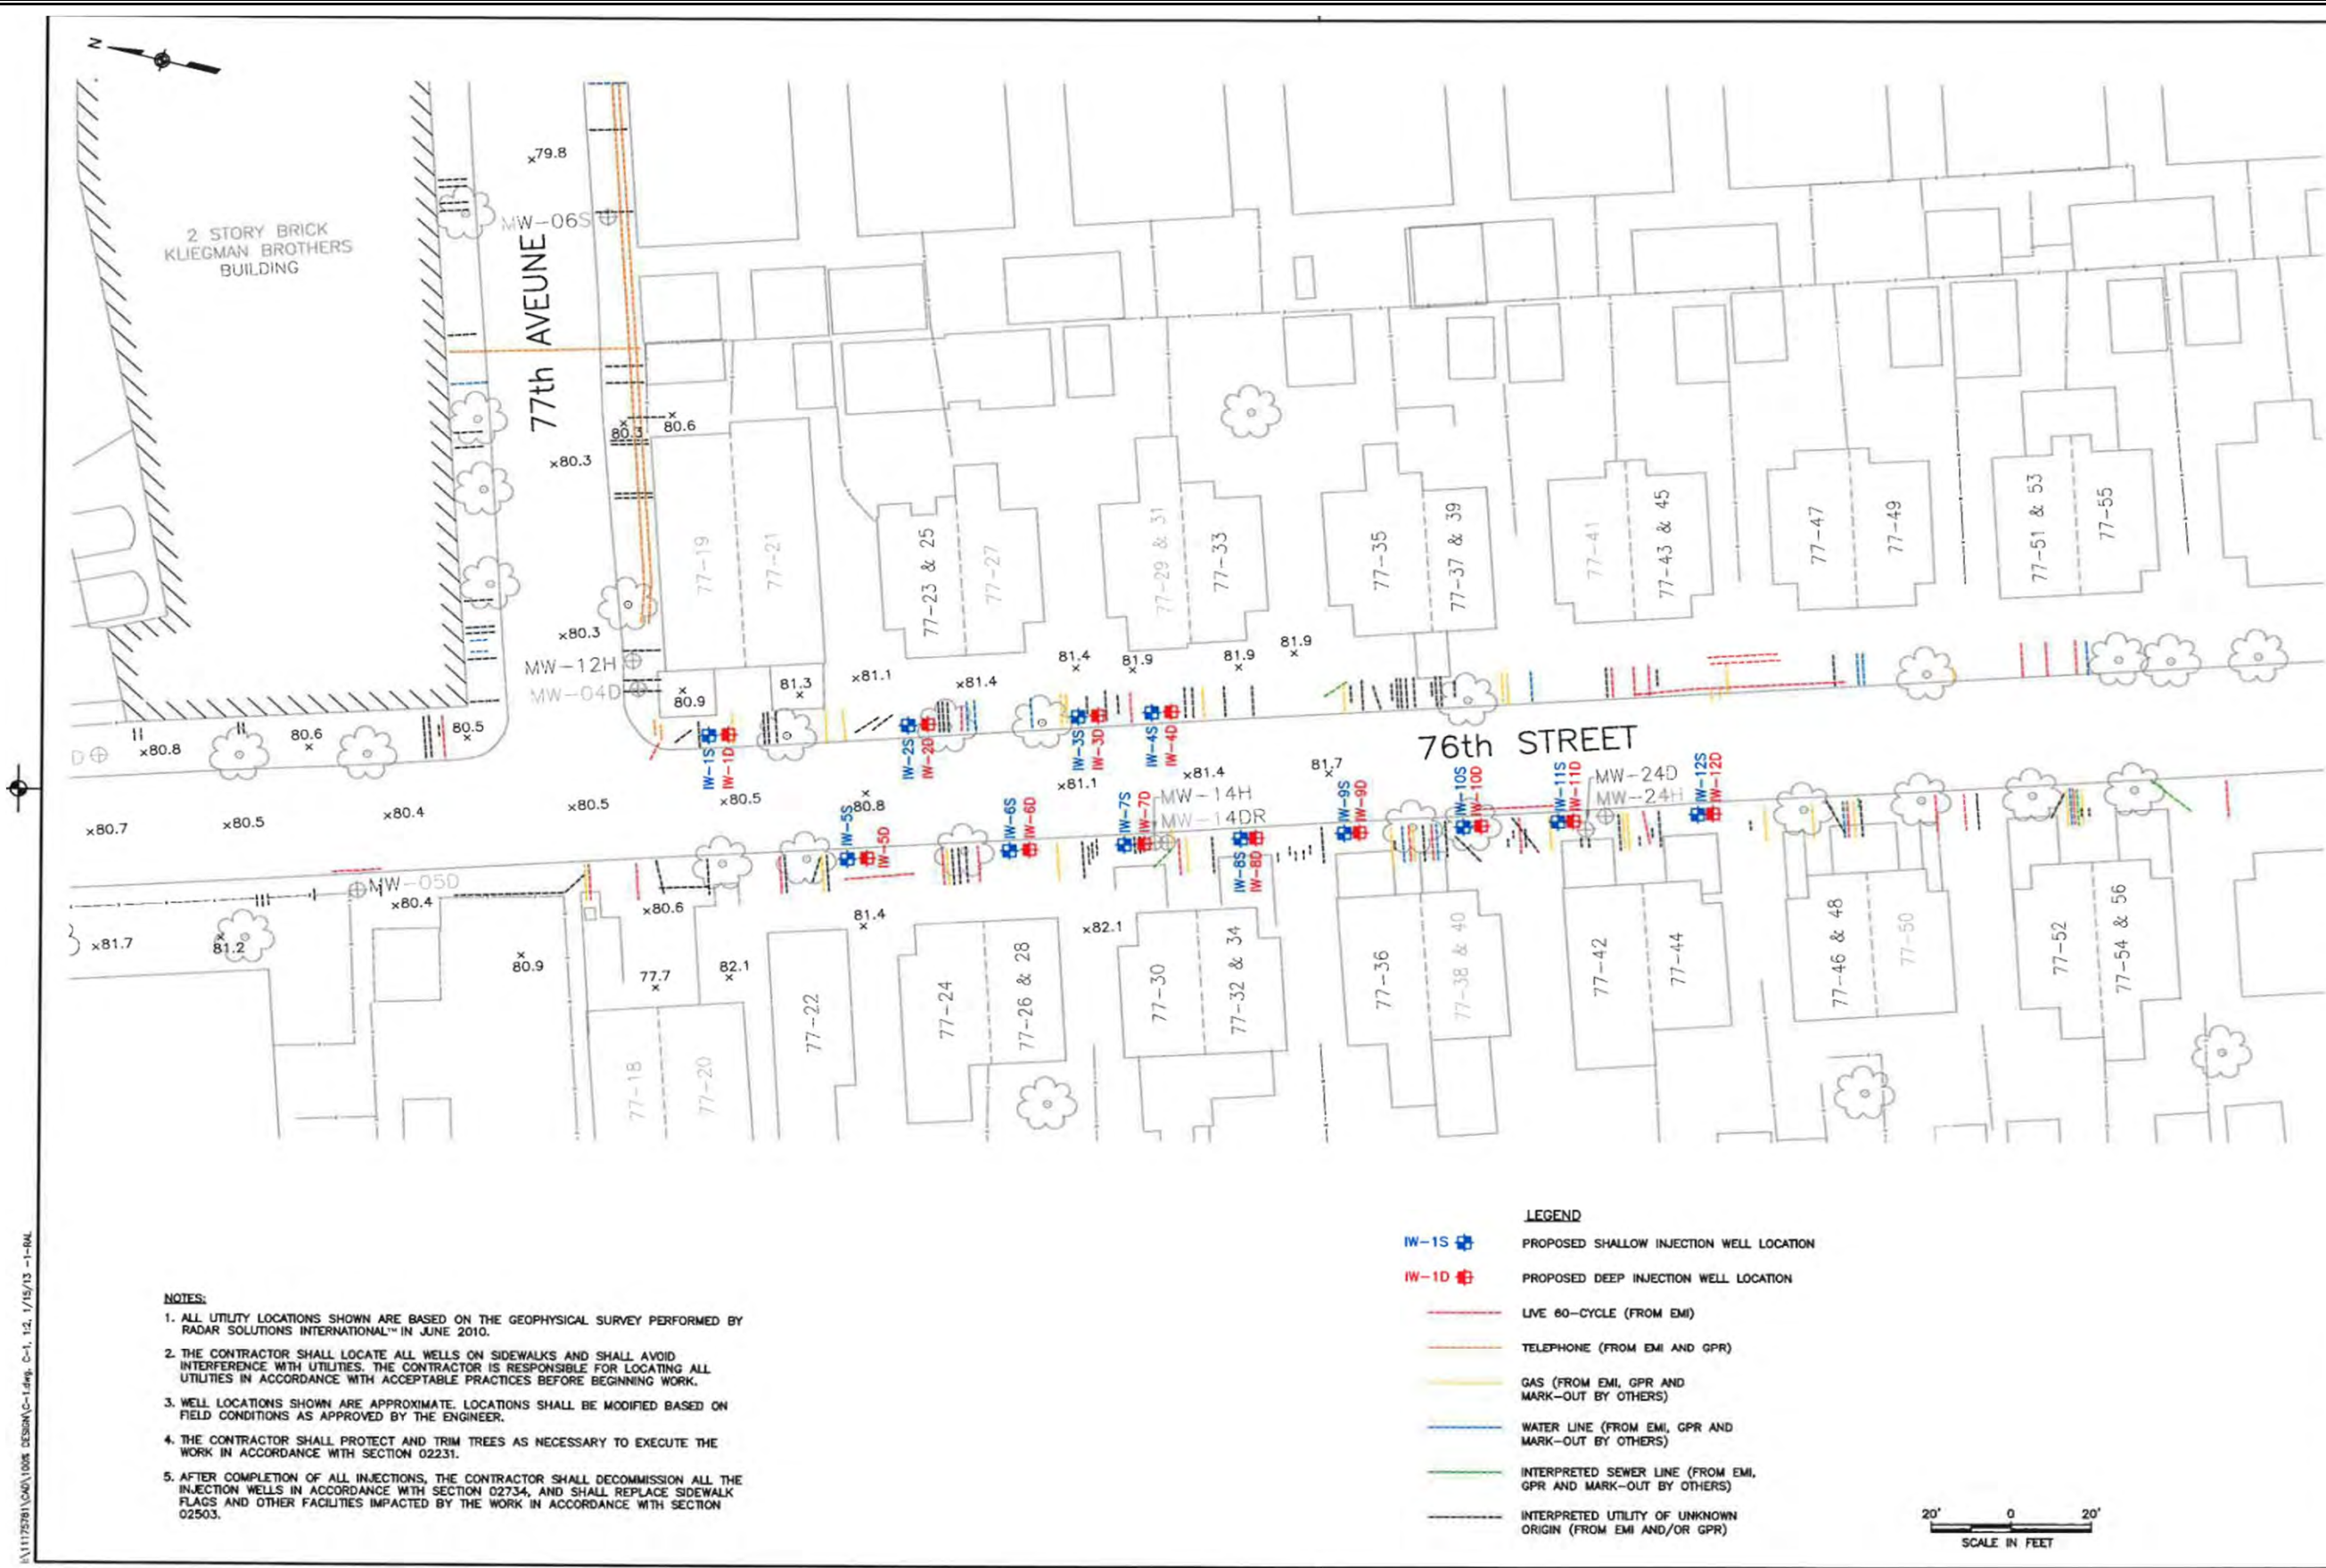 N
2 STORY BRICK
KLIEGMAN BROTHERS
BUILDING
77th AVEUNE
×79.8
MW-06S
80.3
80.6
×80.3
×80.3
MW-12H
MW-04D
77-19
77-21
77-23 & 25
77-27
77-29 & 31
77-33
77-35
77-37 & 39
77-41
77-43 & 45
77-47
77-49
77-51 & 53
77-55
80.9
81.3
×81.1
×81.4
81.4
81.9
81.9
81.9
D
×80.8
80.6
80.5
IW-1S
IW-1D
IW-2S
IW-2D
IW-3S
IW-3D
IW-4S
IW-4D
76th STREET
×80.7
×80.5
×80.4
×80.5
×80.5
80.8
×81.1
×81.4
81.7
IW-5S
IW-5D
IW-6S
IW-6D
IW-7S
IW-7D
MW-14H
MW-14DR
IW-8S
IW-8D
IW-9S
IW-9D
IW-10S
IW-10D
IW-11S
IW-11D
MW-24D
MW-24H
IW-12S
IW-12D
MW-05D
×80.4
×81.7
81.2
80.9
×80.6
77.7
82.1
81.4
×82.1
77-18
77-20
77-22
77-24
77-26 & 28
77-30
77-32 & 34
77-36
77-38 & 40
77-42
77-44
77-46 & 48
77-50
77-52
77-54 & 56
NOTES:
1. ALL UTILITY LOCATIONS SHOWN ARE BASED ON THE GEOPHYSICAL SURVEY PERFORMED BY
RADAR SOLUTIONS INTERNATIONAL™ IN JUNE 2010.
2. THE CONTRACTOR SHALL LOCATE ALL WELLS ON SIDEWALKS AND SHALL AVOID
INTERFERENCE WITH UTILITIES. THE CONTRACTOR IS RESPONSIBLE FOR LOCATING ALL
UTILITIES IN ACCORDANCE WITH ACCEPTABLE PRACTICES BEFORE BEGINNING WORK.
3. WELL LOCATIONS SHOWN ARE APPROXIMATE. LOCATIONS SHALL BE MODIFIED BASED ON
FIELD CONDITIONS AS APPROVED BY THE ENGINEER.
4. THE CONTRACTOR SHALL PROTECT AND TRIM TREES AS NECESSARY TO EXECUTE THE
WORK IN ACCORDANCE WITH SECTION 02231.
5. AFTER COMPLETION OF ALL INJECTIONS, THE CONTRACTOR SHALL DECOMMISSION ALL THE
INJECTION WELLS IN ACCORDANCE WITH SECTION 02734, AND SHALL REPLACE SIDEWALK
FLAGS AND OTHER FACILITIES IMPACTED BY THE WORK IN ACCORDANCE WITH SECTION
02503.
LEGEND
IW-1S PROPOSED SHALLOW INJECTION WELL LOCATION
IW-1D PROPOSED DEEP INJECTION WELL LOCATION
LIVE 60-CYCLE (FROM EMI)
TELEPHONE (FROM EMI AND GPR)
GAS (FROM EMI, GPR AND
MARK-OUT BY OTHERS)
WATER LINE (FROM EMI, GPR AND
MARK-OUT BY OTHERS)
INTERPRETED SEWER LINE (FROM EMI,
GPR AND MARK-OUT BY OTHERS)
INTERPRETED UTILITY OF UNKNOWN
ORIGIN (FROM EMI AND/OR GPR)
20' 0 20'
SCALE IN FEET
\11175781\CAD\100% DESIGN\C-1.dwg, C-1, 1:2, 1/15/13 -1-RAL